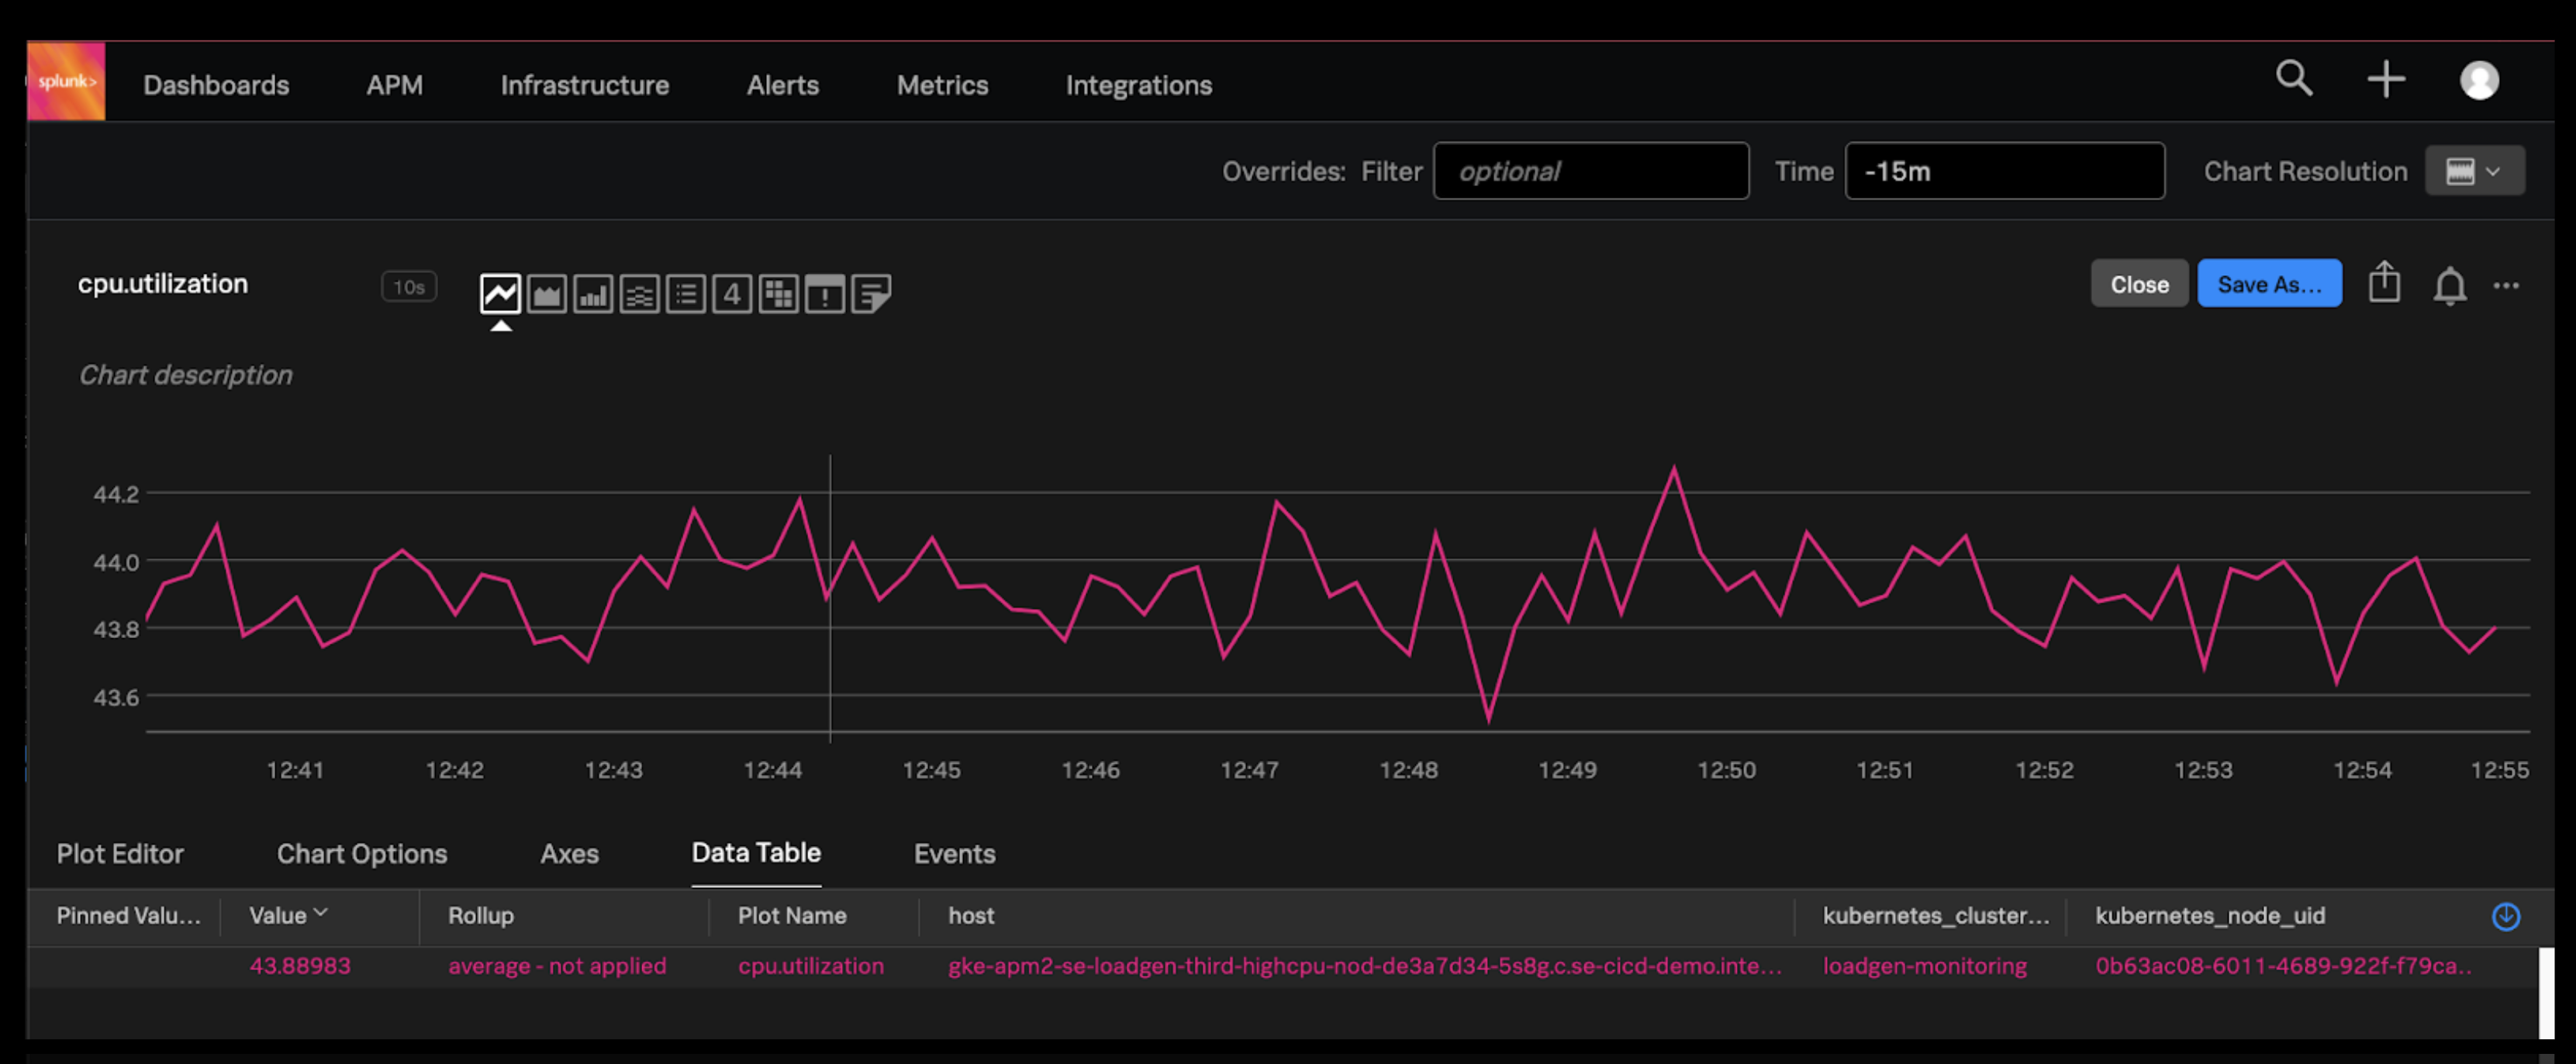 splunk> Dashboards APM Infrastructure Alerts Metrics Integrations
Overrides: Filter optional Time -15m Chart Resolution
cpu.utilization 10s 4 ! Close Save As... ...
Chart description
44.2
44.0
43.8
43.6
12:41 12:42 12:43 12:44 12:45 12:46 12:47 12:48 12:49 12:50 12:51 12:52 12:53 12:54 12:55
Plot Editor Chart Options Axes Data Table Events
Pinned Valu... Value Rollup Plot Name host kubernetes_cluster... kubernetes_node_uid
43.88983 average - not applied cpu.utilization gke-apm2-se-loadgen-third-highcpu-nod-de3a7d34-5s8g.c.se-cicd-demo.inte... loadgen-monitoring 0b63ac08-6011-4689-922f-f79ca..